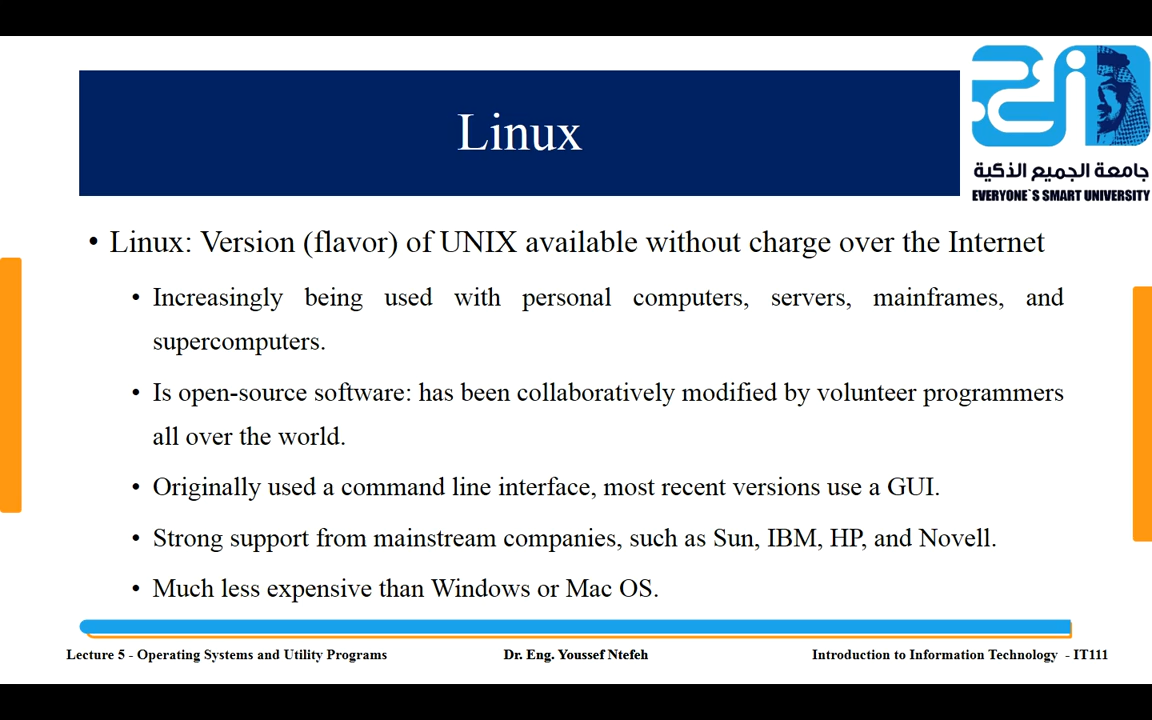 Linux
جامعة الجميع الذكية
EVERYONE`S SMART UNIVERSITY
• Linux: Version (flavor) of UNIX available without charge over the Internet
• Increasingly being used with personal computers, servers, mainframes, and
supercomputers.
• Is open-source software: has been collaboratively modified by volunteer programmers
all over the world.
• Originally used a command line interface, most recent versions use a GUI.
• Strong support from mainstream companies, such as Sun, IBM, HP, and Novell.
• Much less expensive than Windows or Mac OS.
Lecture 5 - Operating Systems and Utility Programs
Dr. Eng. Youssef Ntefeh
Introduction to Information Technology - IT111